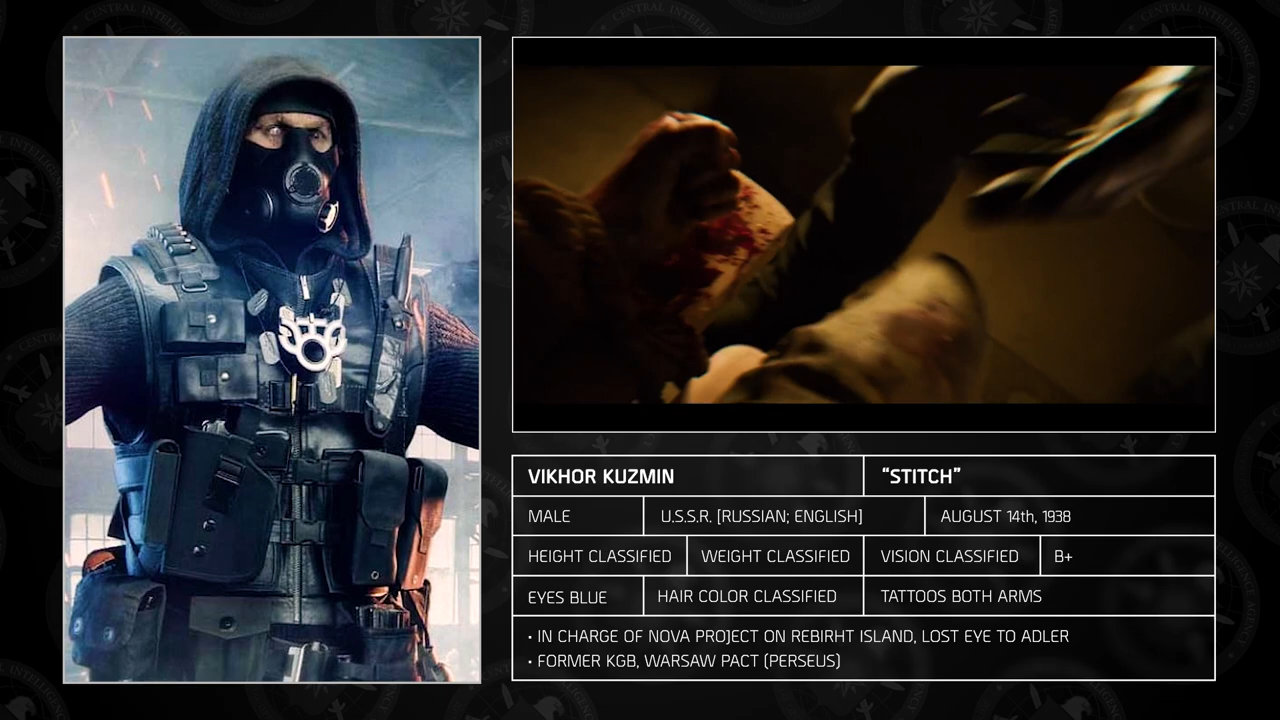 VIKHOR KUZMIN
“STITCH”
MALE
U.S.S.R. [RUSSIAN; ENGLISH]
AUGUST 14th, 1938
HEIGHT CLASSIFIED
WEIGHT CLASSIFIED
VISION CLASSIFIED
B+
EYES BLUE
HAIR COLOR CLASSIFIED
TATTOOS BOTH ARMS
• IN CHARGE OF NOVA PROJECT ON REBIRHT ISLAND, LOST EYE TO ADLER
• FORMER KGB, WARSAW PACT (PERSEUS)